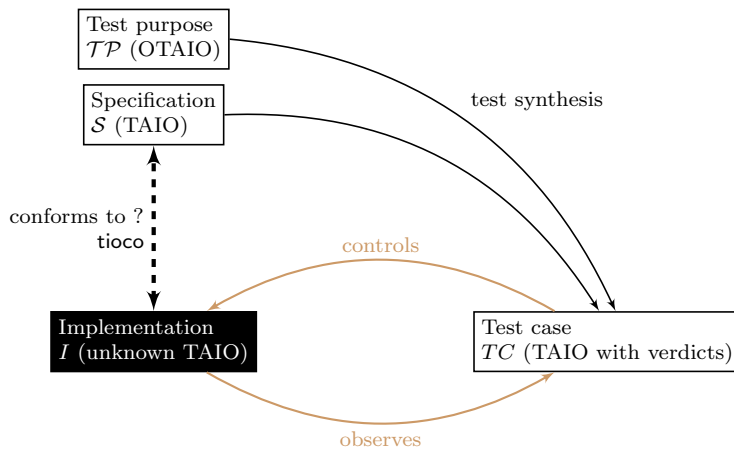 Test purpose
𝒯𝒫 (OTAIO)
test synthesis
Specification
𝒮 (TAIO)
conforms to ?
tioco
controls
Implementation
I (unknown TAIO)
Test case
TC (TAIO with verdicts)
observes